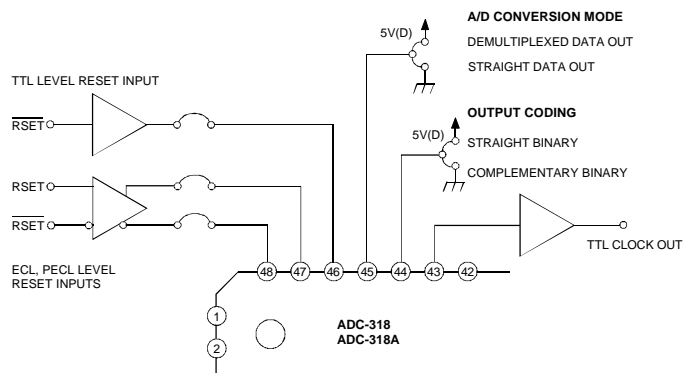 A/D CONVERSION MODE
5V(D)
DEMULTIPLEXED DATA OUT
STRAIGHT DATA OUT
TTL LEVEL RESET INPUT
RSET
OUTPUT CODING
5V(D)
STRAIGHT BINARY
COMPLEMENTARY BINARY
RSET
RSET
TTL CLOCK OUT
ECL, PECL LEVEL
RESET INPUTS
48 47 46 45 44 43 42
1
2
ADC-318
ADC-318A